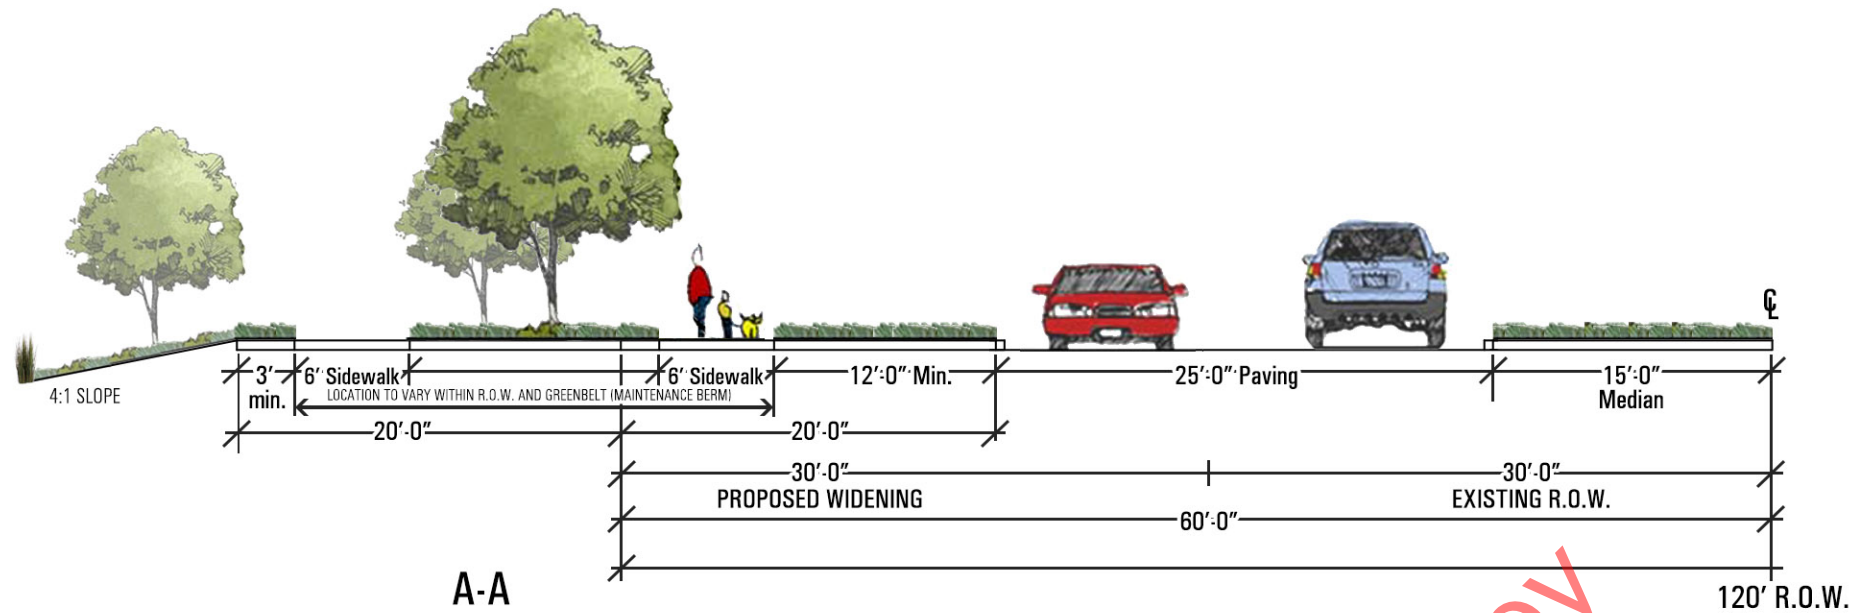 ℄
4:1 SLOPE
3'
min.
6' Sidewalk
6' Sidewalk
12'-0" Min.
25'-0" Paving
15'-0"
Median
LOCATION TO VARY WITHIN R.O.W. AND GREENBELT (MAINTENANCE BERM)
20'-0"
20'-0"
30'-0"
30'-0"
PROPOSED WIDENING
EXISTING R.O.W.
60'-0"
A-A
120' R.O.W.